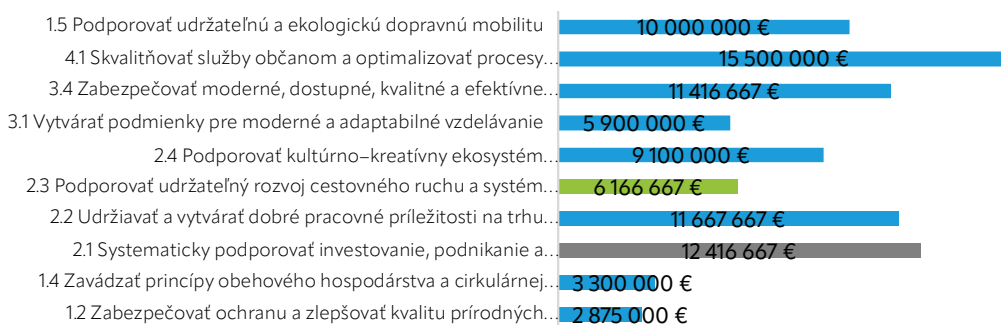 1.5 Podporovať udržateľnú a ekologickú dopravnú mobilitu 10 000 000 €
4.1 Skvalitňovať služby občanom a optimalizovať procesy... 15 500 000 €
3.4 Zabezpečovať moderné, dostupné, kvalitné a efektívne... 11 416 667 €
3.1 Vytvárať podmienky pre moderné a adaptabilné vzdelávanie 5 900 000 €
2.4 Podporovať kultúrno–kreatívny ekosystém... 9 100 000 €
2.3 Podporovať udržateľný rozvoj cestovného ruchu a systém... 6 166 667 €
2.2 Udržiavať a vytvárať dobré pracovné príležitosti na trhu... 11 667 667 €
2.1 Systematicky podporovať investovanie, podnikanie a... 12 416 667 €
1.4 Zavádzať princípy obehového hospodárstva a cirkulárnej... 3 300 000 €
1.2 Zabezpečovať ochranu a zlepšovať kvalitu prírodných... 2 875 000 €